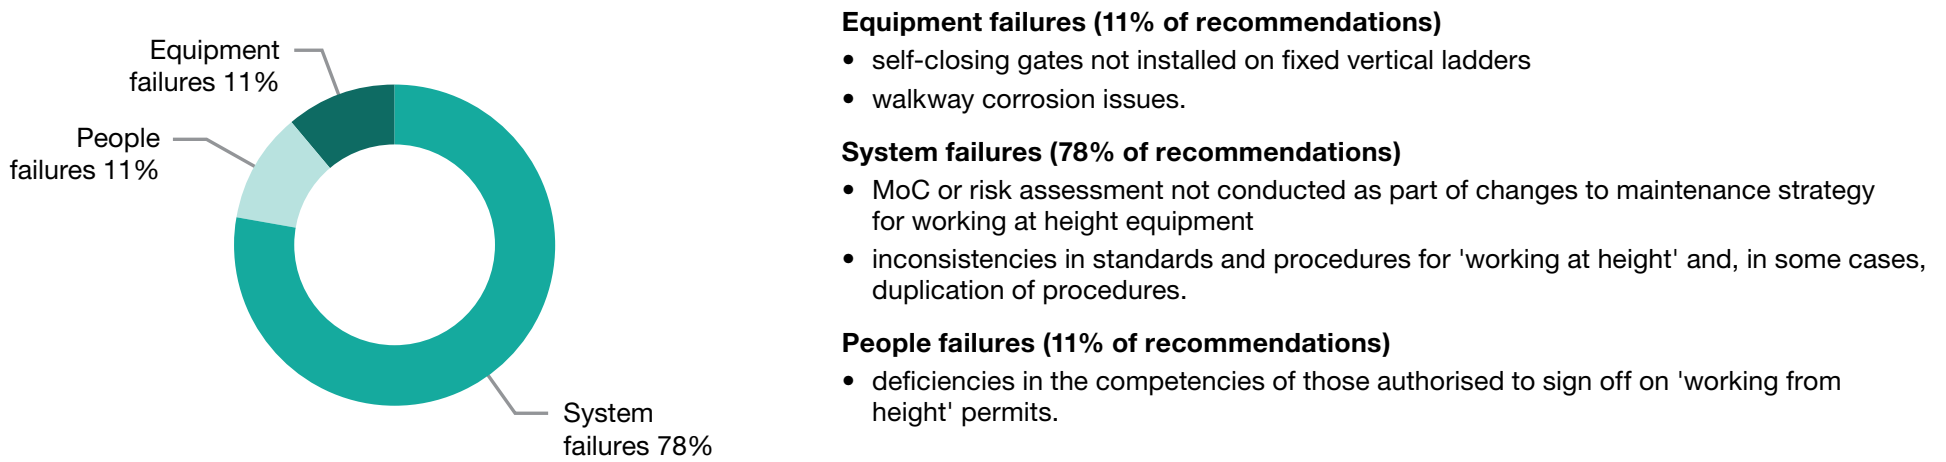 Equipment
failures 11%
People
failures 11%
System
failures 78%
Equipment failures (11% of recommendations)
• self-closing gates not installed on fixed vertical ladders
• walkway corrosion issues.
System failures (78% of recommendations)
• MoC or risk assessment not conducted as part of changes to maintenance strategy
for working at height equipment
• inconsistencies in standards and procedures for 'working at height' and, in some cases,
duplication of procedures.
People failures (11% of recommendations)
• deficiencies in the competencies of those authorised to sign off on 'working from
height' permits.